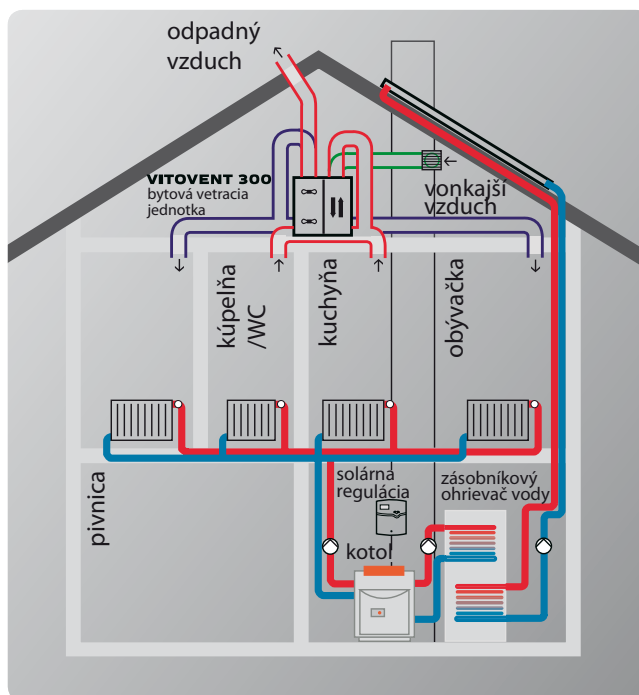 odpadný
vzduch
VITOVENT 300
bytová vetracia
jednotka
vonkajší
vzduch
kúpelňa
/WC
kuchyňa
obývačka
pivnica
solárna
regulácia
zásobníkový
ohrievač vody
kotol